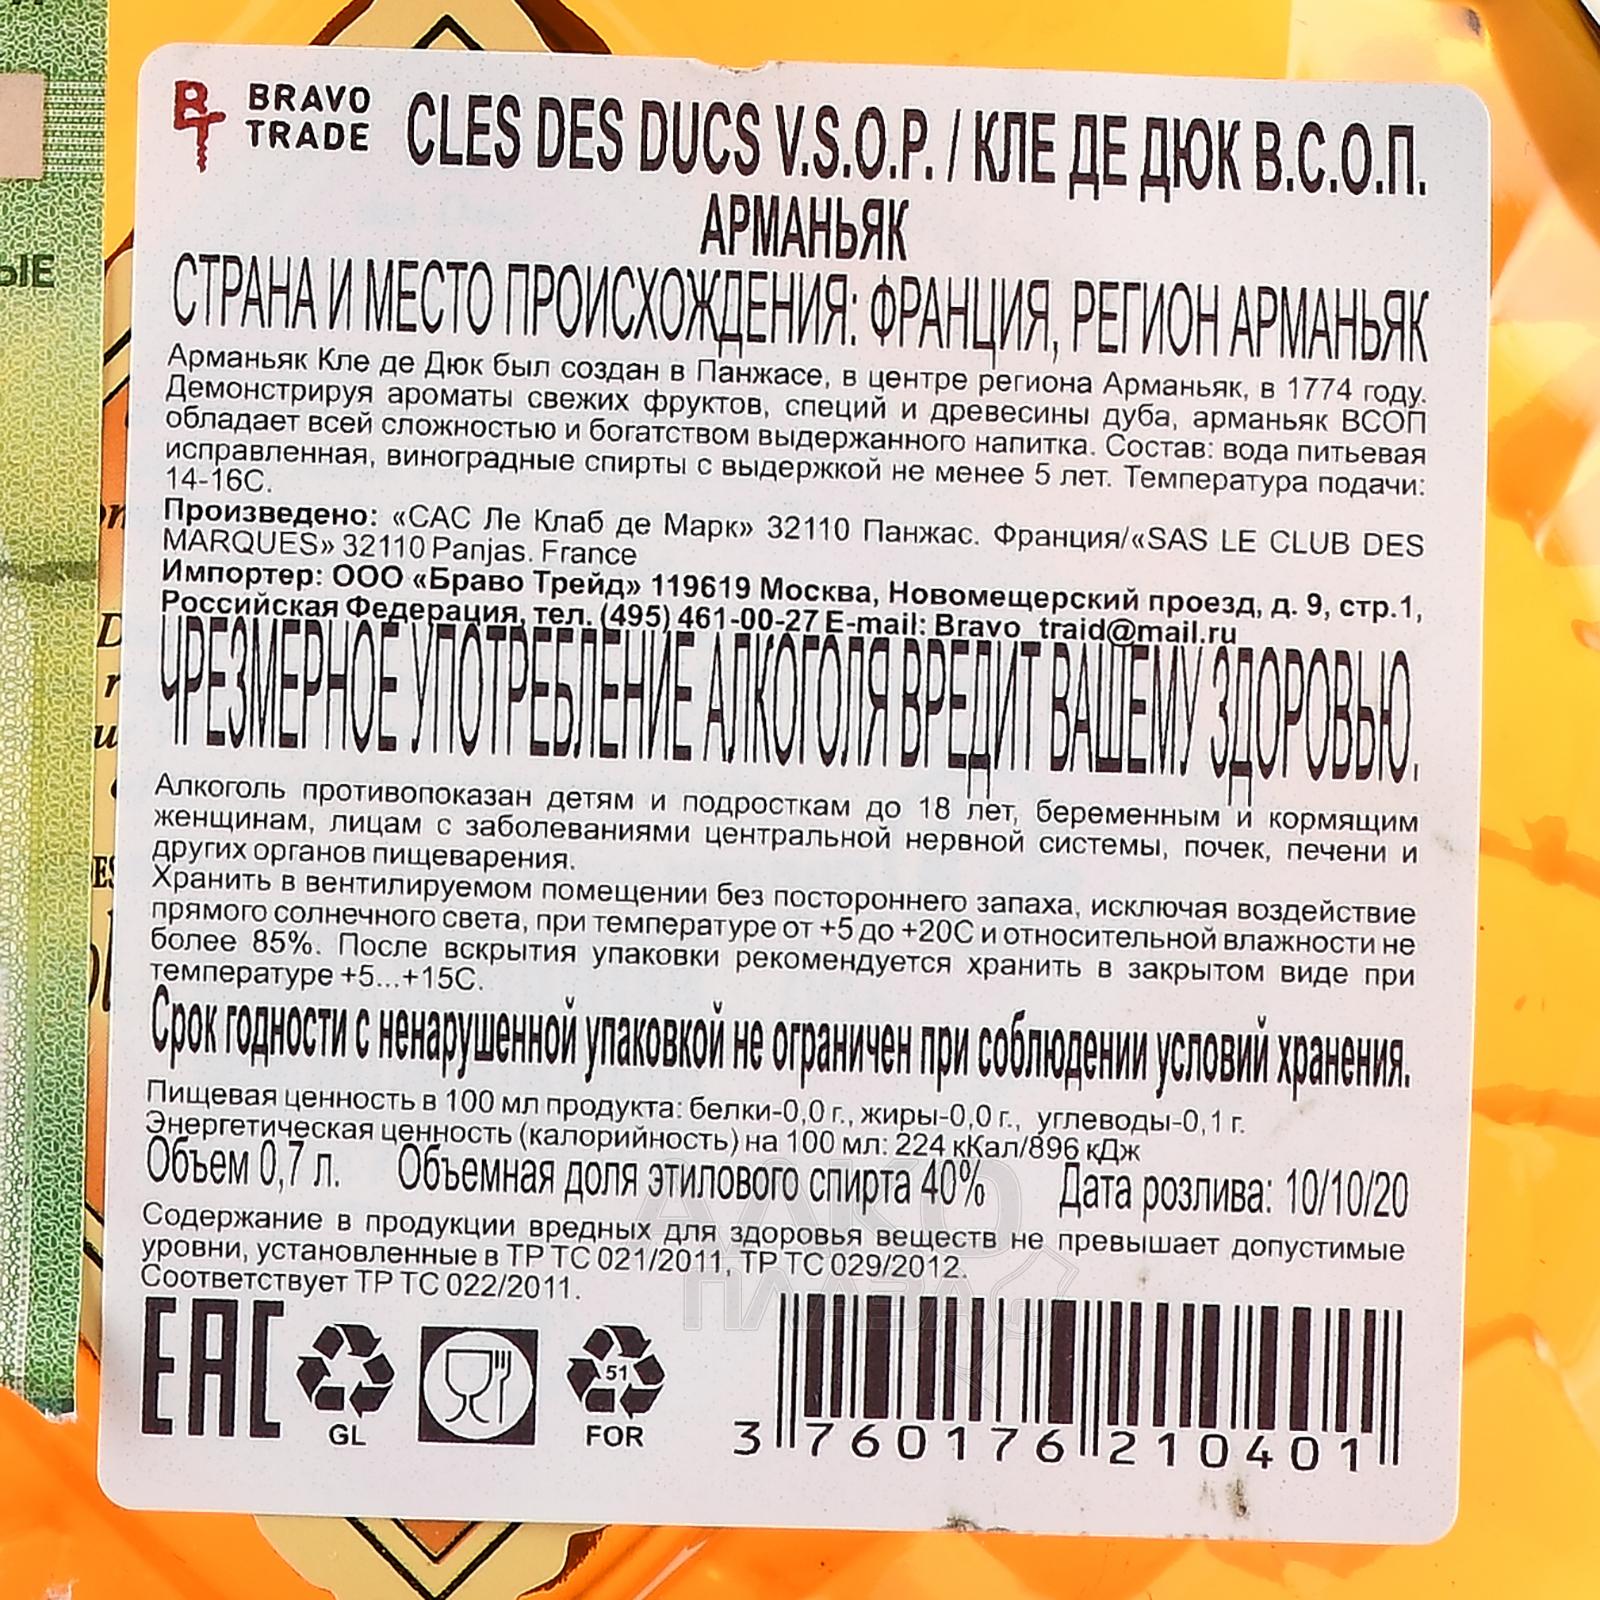 BRAVO
TRADE
CLES DES DUCS V.S.O.P. / КЛЕ ДЕ ДЮК В.С.О.П.
АРМАНЬЯК
СТРАНА И МЕСТО ПРОИСХОЖДЕНИЯ: ФРАНЦИЯ, РЕГИОН АРМАНЬЯК
Арманьяк Кле де Дюк был создан в Панжасе, в центре региона Арманьяк, в 1774 году.
Демонстрируя ароматы свежих фруктов, специй и древесины дуба, арманьяк ВСОП
обладает всей сложностью и богатством выдержанного напитка. Состав: вода питьевая
исправленная, виноградные спирты с выдержкой не менее 5 лет. Температура подачи:
14-16С.
Произведено: «САС Ле Клаб де Марк» 32110 Панжас. Франция/«SAS LE CLUB DES
MARQUES» 32110 Panjas. France
Импортер: ООО «Браво Трейд» 119619 Москва, Новомещерский проезд, д. 9, стр.1,
Российская Федерация, тел. (495) 461-00-27 E-mail: Bravo_traid@mail.ru
ЧРЕЗМЕРНОЕ УПОТРЕБЛЕНИЕ АЛКОГОЛЯ ВРЕДИТ ВАШЕМУ ЗДОРОВЬЮ.
Алкоголь противопоказан детям и подросткам до 18 лет, беременным и кормящим
женщинам, лицам с заболеваниями центральной нервной системы, почек, печени и
других органов пищеварения.
Хранить в вентилируемом помещении без постороннего запаха, исключая воздействие
прямого солнечного света, при температуре от +5 до +20С и относительной влажности не
более 85%. После вскрытия упаковки рекомендуется хранить в закрытом виде при
температуре +5...+15С.
Срок годности с ненарушенной упаковкой не ограничен при соблюдении условий хранения.
Пищевая ценность в 100 мл продукта: белки-0,0 г., жиры-0,0 г., углеводы-0,1 г.
Энергетическая ценность (калорийность) на 100 мл: 224 кКал/896 кДж
Объем 0,7 л. Объемная доля этилового спирта 40% Дата розлива: 10/10/20
Содержание в продукции вредных для здоровья веществ не превышает допустимые
уровни, установленные в ТР ТС 021/2011, ТР ТС 029/2012.
Соответствует ТР ТС 022/2011.
ЕАС
51
GL
FOR
3 760176 210401
АЛКО
ПЛАЗА
ЫЕ